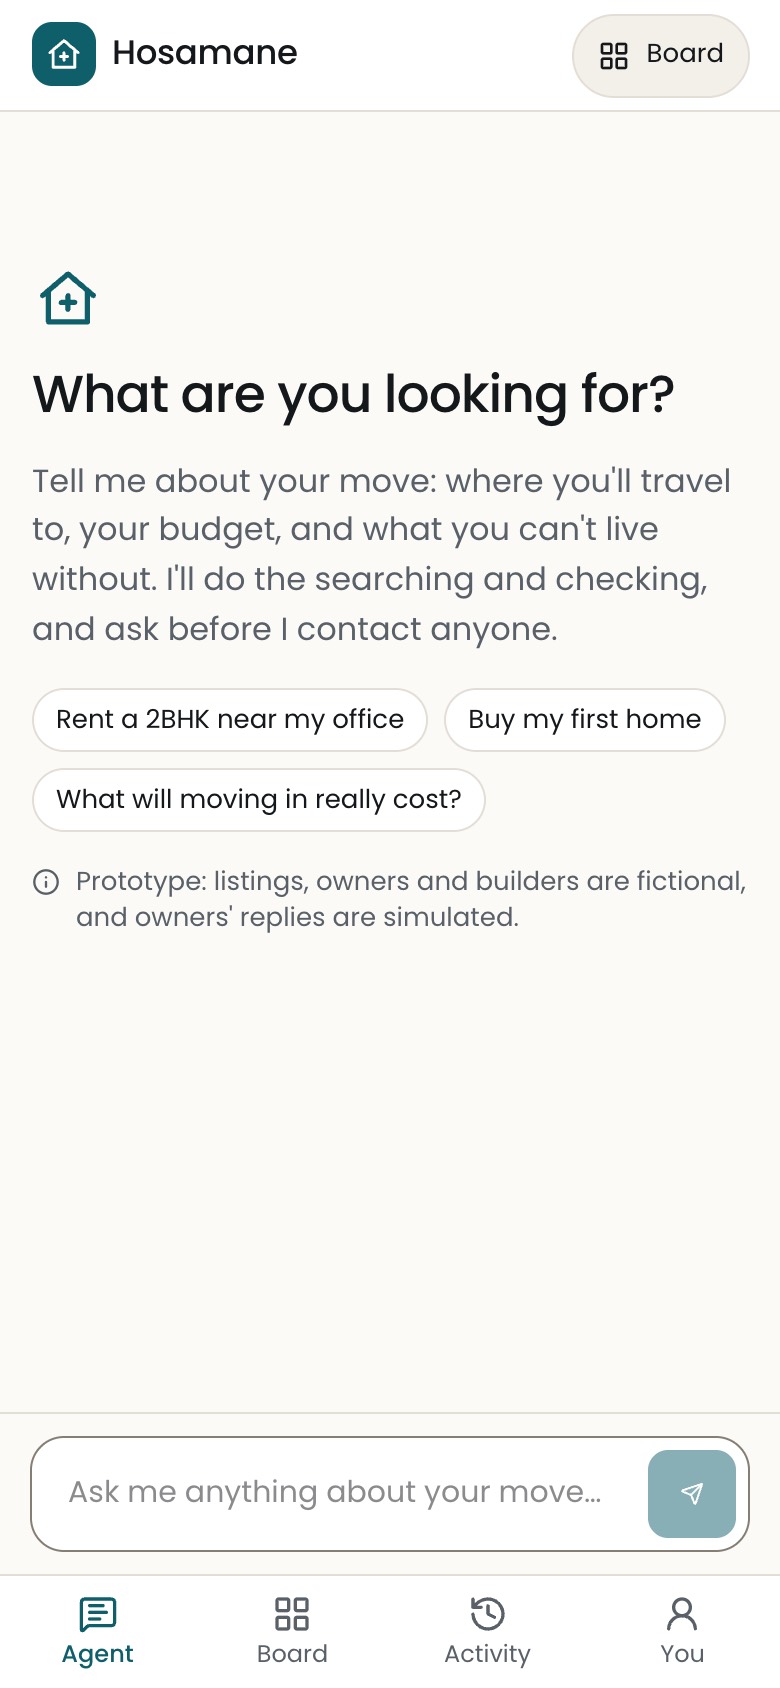 Hosamane
Board
What are you looking for?
Tell me about your move: where you'll travel
to, your budget, and what you can't live
without. I'll do the searching and checking,
and ask before I contact anyone.
Rent a 2BHK near my office
Buy my first home
What will moving in really cost?
Prototype: listings, owners and builders are fictional,
and owners' replies are simulated.
Ask me anything about your move...
Agent
Board
Activity
You